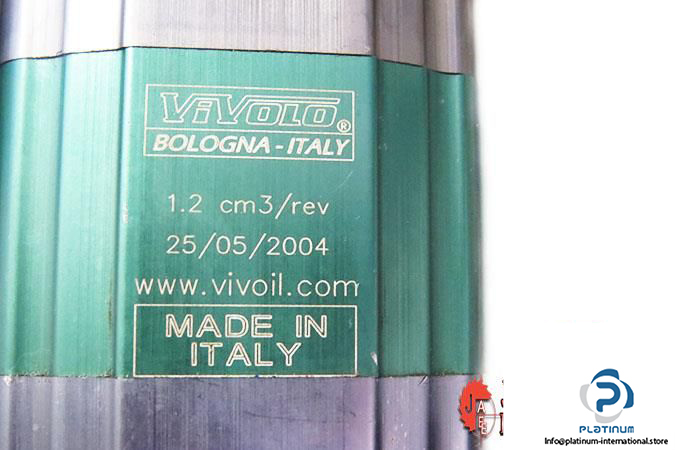 ViVOLO®
BOLOGNA - ITALY
1.2 cm3/rev
25/05/2004
www.vivoil.com
MADE IN
ITALY
PLATINUM
Info@platinum-international.store